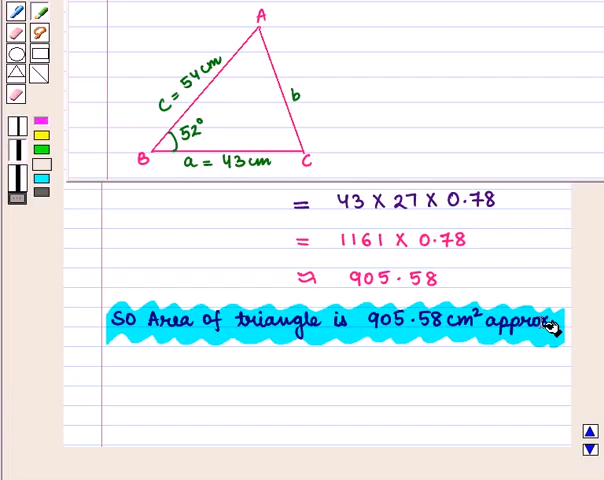 A
C = 54cm
b
52°
B
a = 43cm
C
= 43 X 27 X 0.78
= 1161 X 0.78
≈ 905.58
So Area of triangle is 905.58 cm² approx